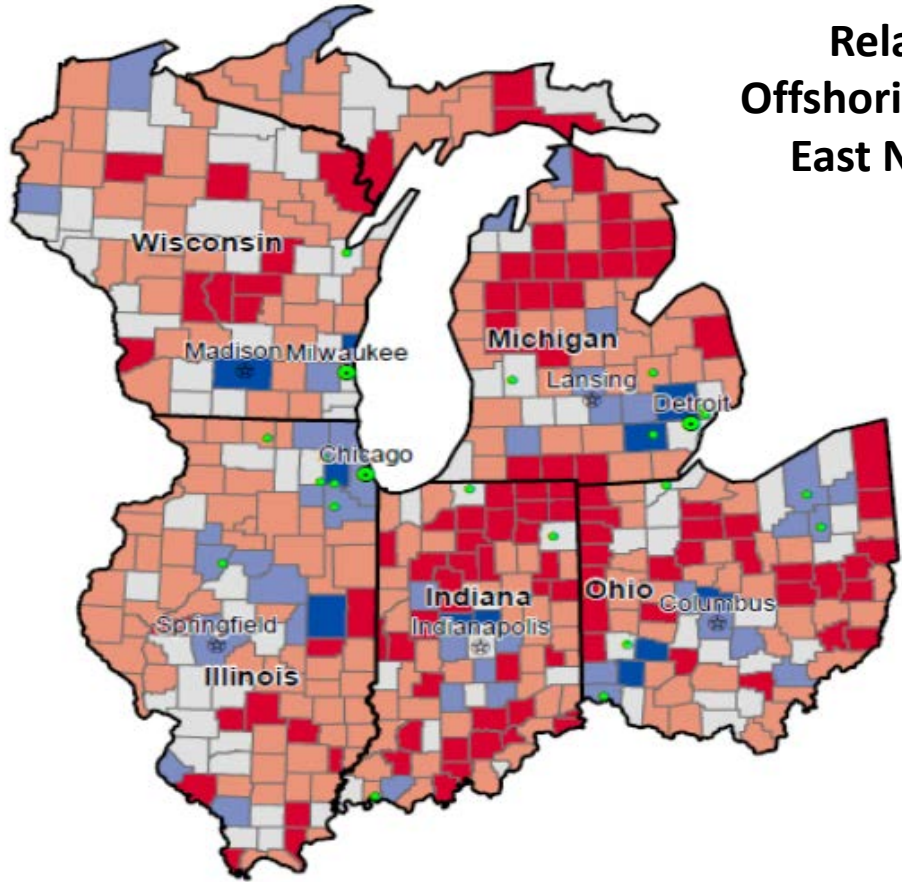 Rela
Offshori
East N
Wisconsin
Madison
Milwaukee
Michigan
Lansing
Detroit
Chicago
Springfield
Illinois
Indiana
Indianapolis
Ohio
Columbus